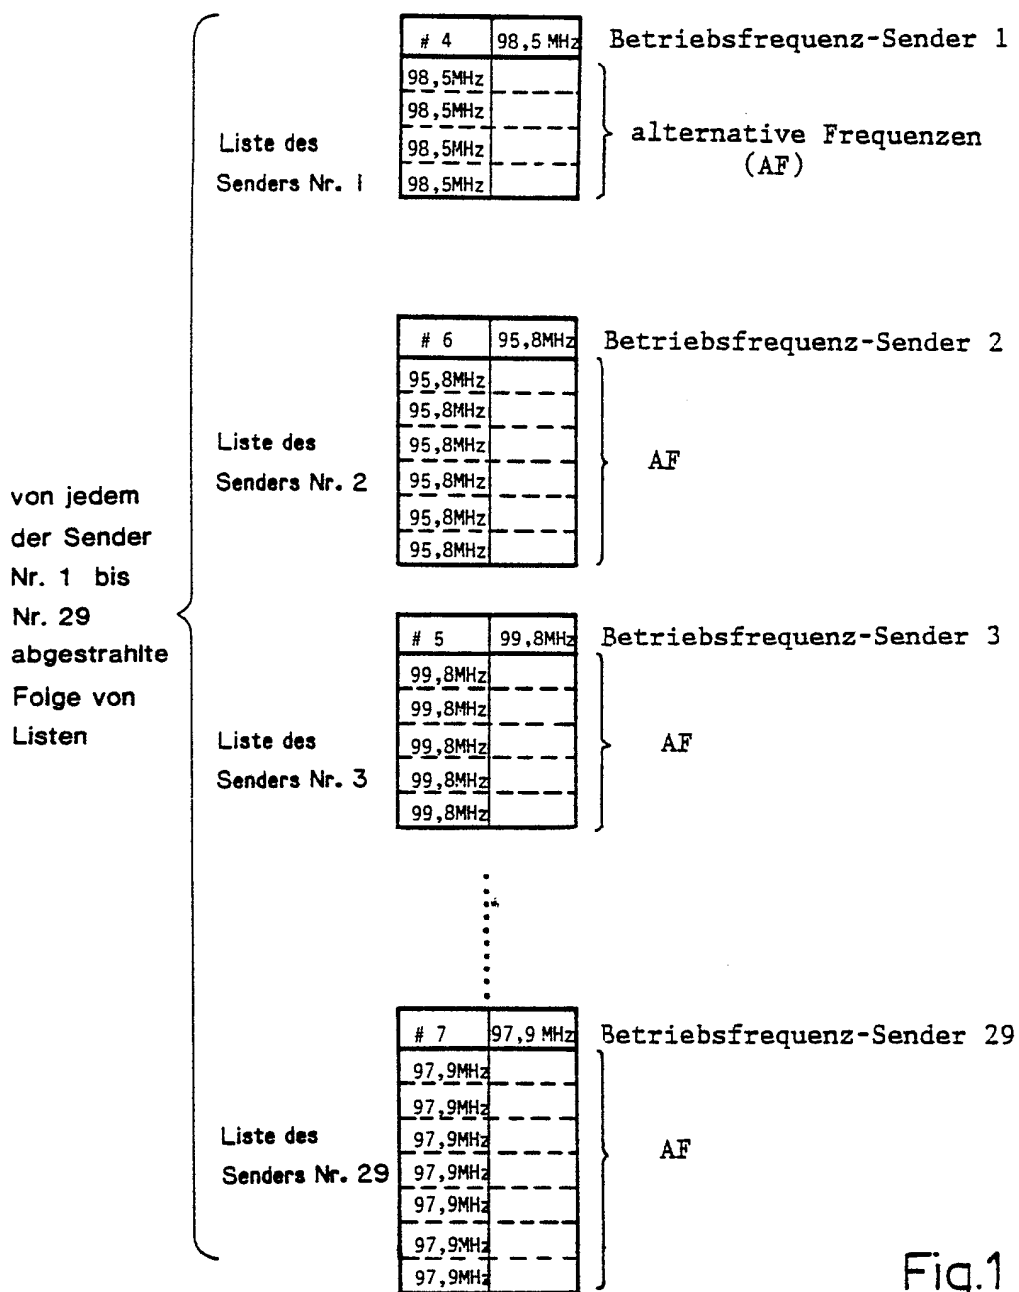 # 4 98,5 MHz Betriebsfrequenz-Sender 1
98,5MHz
98,5MHz
98,5MHz
98,5MHz
alternative Frequenzen
(AF)
Liste des
Senders Nr. 1
# 6 95,8MHz Betriebsfrequenz-Sender 2
95,8MHz
95,8MHz
95,8MHz
95,8MHz
95,8MHz
95,8MHz
AF
Liste des
Senders Nr. 2
von jedem
der Sender
Nr. 1 bis
Nr. 29
abgestrahlte
Folge von
Listen
# 5 99,8MHz Betriebsfrequenz-Sender 3
99,8MHz
99,8MHz
99,8MHz
99,8MHz
99,8MHz
AF
Liste des
Senders Nr. 3
# 7 97,9 MHz Betriebsfrequenz-Sender 29
97,9MHz
97,9MHz
97,9MHz
97,9MHz
97,9MHz
97,9MHz
97,9MHz
AF
Liste des
Senders Nr. 29
Fig.1